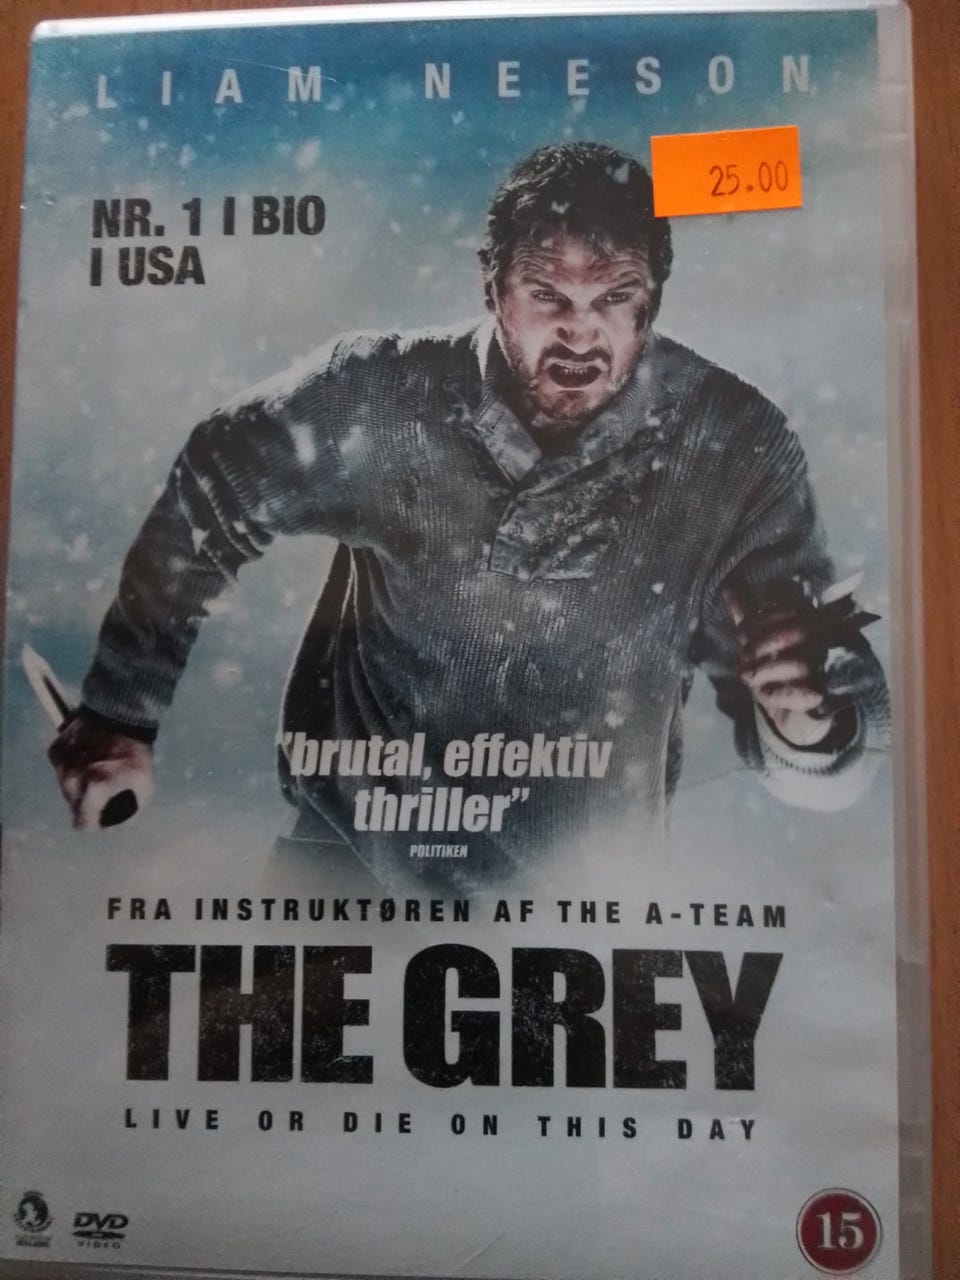 LIAM NEESON
25.00
NR. 1 I BIO
I USA
"brutal, effektiv
thriller"
POLITIKEN
FRA INSTRUKTØREN AF THE A-TEAM
THE GREY
LIVE OR DIE ON THIS DAY
DVD
VIDEO
15